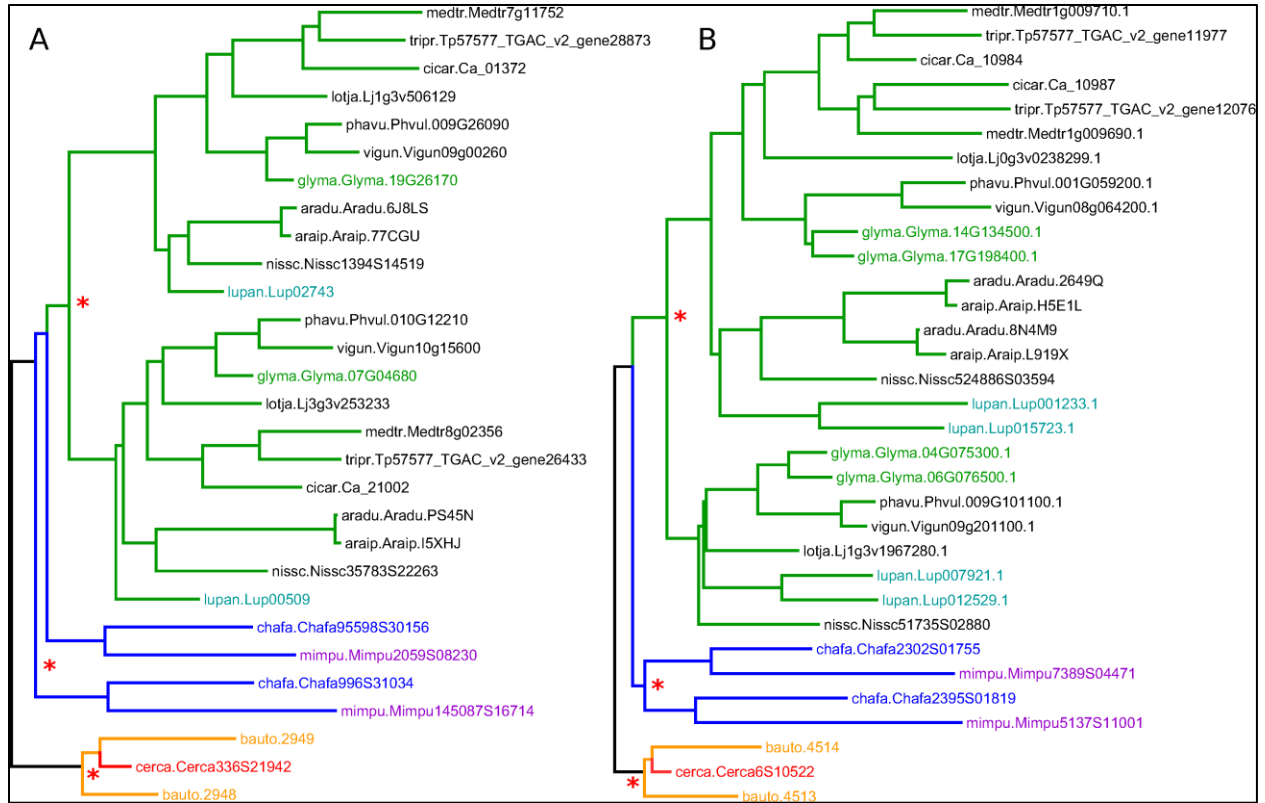 A
medtr.Medtr7g11752
tripr.Tp57577_TGAC_v2_gene28873
cicar.Ca_01372
lotja.Lj1g3v506129
phavu.Phvul.009G26090
vigun.Vigun09g00260
glyma.Glyma.19G26170
aradu.Aradu.6J8LS
araip.Araip.77CGU
nissc.Nissc1394S14519
lupan.Lup02743
*
phavu.Phvul.010G12210
vigun.Vigun10g15600
glyma.Glyma.07G04680
lotja.Lj3g3v253233
medtr.Medtr8g02356
tripr.Tp57577_TGAC_v2_gene26433
cicar.Ca_21002
aradu.Aradu.PS45N
araip.Araip.I5XHJ
nissc.Nissc35783S22263
lupan.Lup00509
chafa.Chafa95598S30156
mimpu.Mimpu2059S08230
*
chafa.Chafa996S31034
mimpu.Mimpu145087S16714
bauto.2949
cerca.Cerca336S21942
*
bauto.2948
B
medtr.Medtr1g009710.1
tripr.Tp57577_TGAC_v2_gene11977
cicar.Ca_10984
cicar.Ca_10987
tripr.Tp57577_TGAC_v2_gene12076
medtr.Medtr1g009690.1
lotja.Lj0g3v0238299.1
phavu.Phvul.001G059200.1
vigun.Vigun08g064200.1
glyma.Glyma.14G134500.1
glyma.Glyma.17G198400.1
aradu.Aradu.2649Q
araip.Araip.H5E1L
*
aradu.Aradu.8N4M9
araip.Araip.L919X
nissc.Nissc524886S03594
lupan.Lup001233.1
lupan.Lup015723.1
glyma.Glyma.04G075300.1
glyma.Glyma.06G076500.1
phavu.Phvul.009G101100.1
vigun.Vigun09g201100.1
lotja.Lj1g3v1967280.1
lupan.Lup007921.1
lupan.Lup012529.1
nissc.Nissc51735S02880
chafa.Chafa2302S01755
mimpu.Mimpu7389S04471
*
chafa.Chafa2395S01819
mimpu.Mimpu5137S11001
bauto.4514
cerca.Cerca6S10522
*
bauto.4513